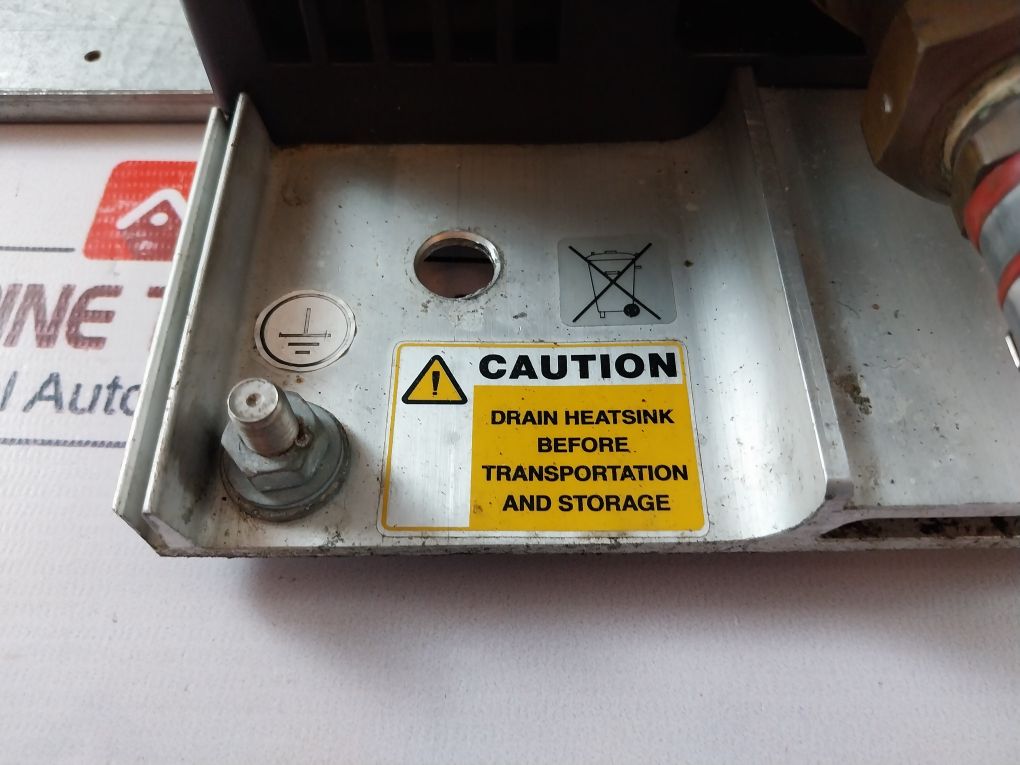 CAUTION
DRAIN HEATSINK
BEFORE
TRANSPORTATION
AND STORAGE